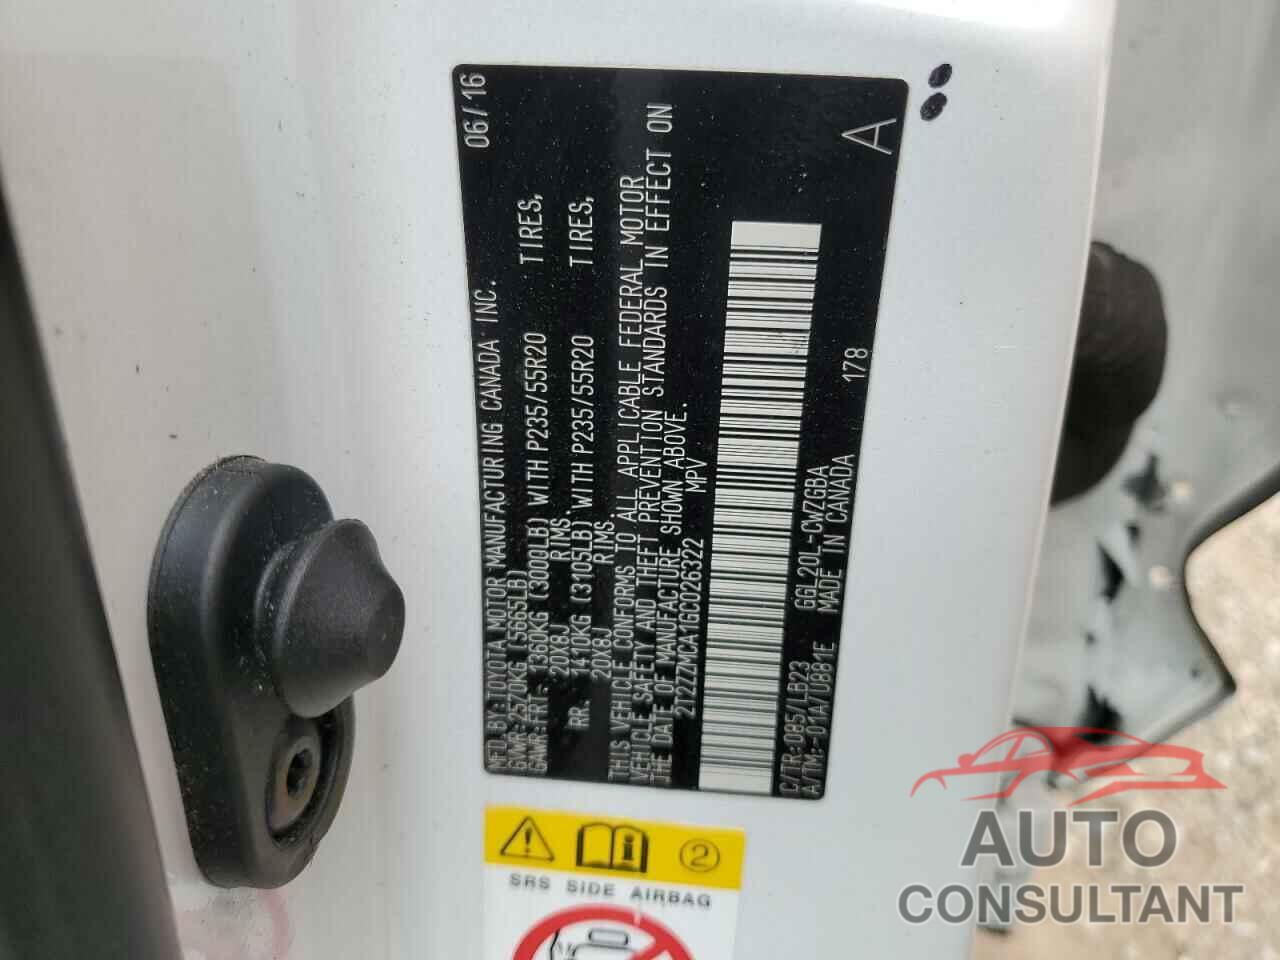 MFD.BY:TOYOTA MOTOR MANUFACTURING CANADA INC. 06/16
GVWR:2570KG (5665LB)
GAWR:FRT- 1360KG (3000LB) WITH P235/55R20 TIRES,
20X8J RIMS.
RR. 1410KG (3105LB) WITH P235/55R20 TIRES,
20X8J RIMS.
THIS VEHICLE CONFORMS TO ALL APPLICABLE FEDERAL MOTOR
VEHICLE SAFETY AND THEFT PREVENTION STANDARDS IN EFFECT ON
THE DATE OF MANUFACTURE SHOWN ABOVE.
2T2ZZMCA1GC026322 MPV
C/TR:085/LB23 GGL20L-CWZGBA 178 A
A/TM:-01A/U881E MADE IN CANADA
2
SRS SIDE AIRBAG
AUTO
CONSULTANT